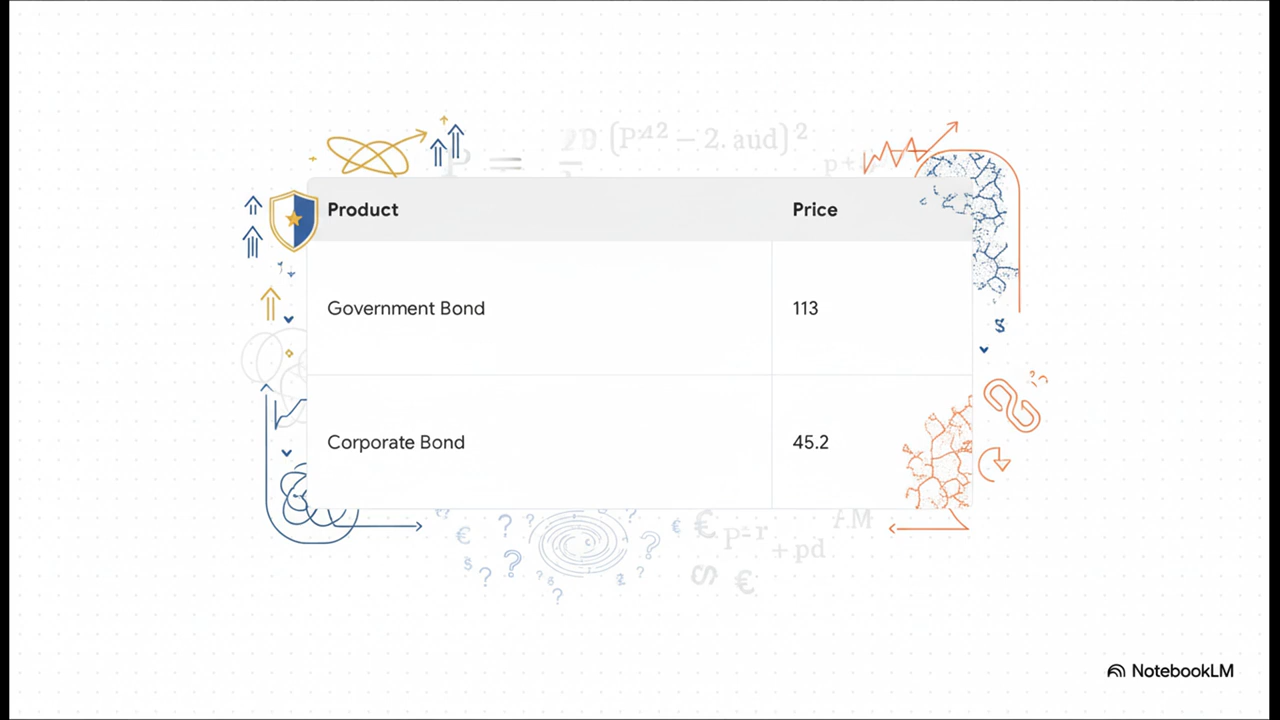 Product Price
Government Bond 113
Corporate Bond 45.2
NotebookLM